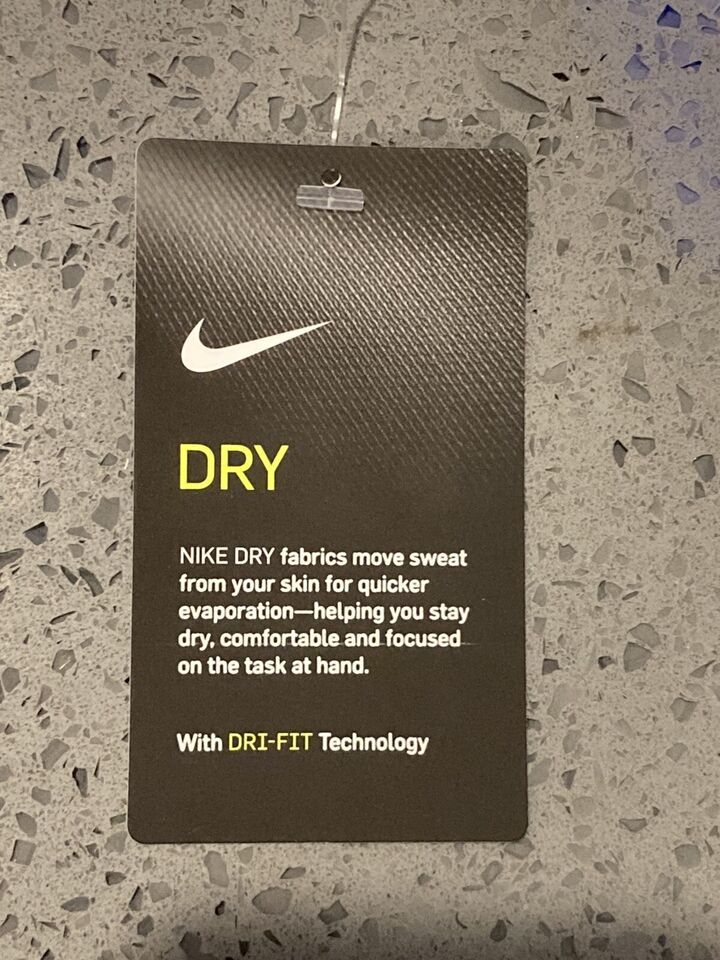 DRY
NIKE DRY fabrics move sweat
from your skin for quicker
evaporation—helping you stay
dry, comfortable and focused
on the task at hand.
With DRI-FIT Technology